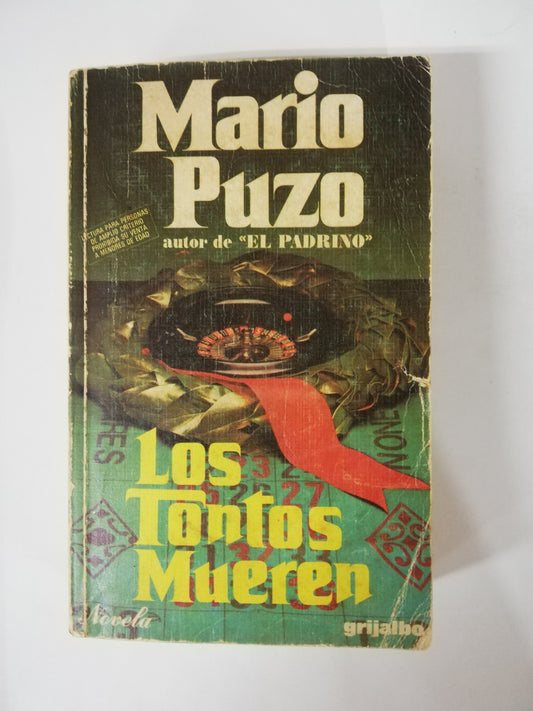 Mario
Puzo
autor de «EL PADRINO»
LECTURA PARA PERSONAS
DE AMPLIO CRITERIO
PROHIBIDA SU VENTA
A MENORES DE EDAD
Los
Tontos
Mueren
Novela
grijalbo